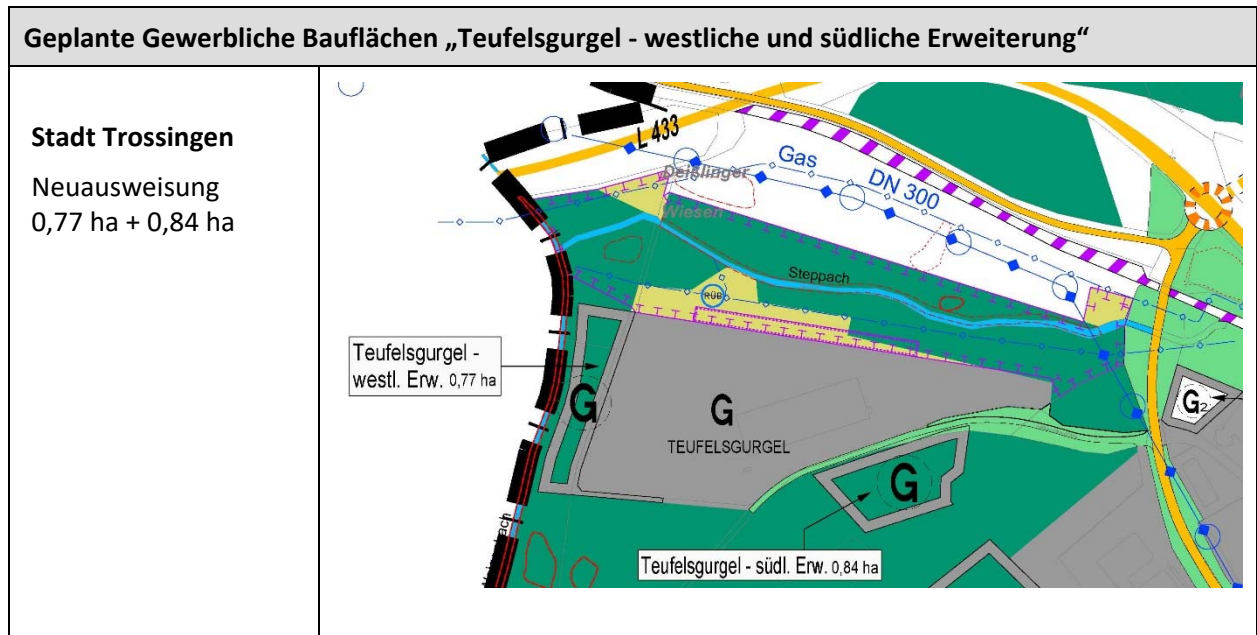 Geplante Gewerbliche Bauflächen „Teufelsgurgel - westliche und südliche Erweiterung“
Stadt Trossingen
Neuausweisung
0,77 ha + 0,84 ha
L 433
Gas
DN 300
Deißlinger
Wiesen
Steppach
RÜB
Teufelsgurgel -
westl. Erw. 0,77 ha
G
G
TEUFELSGURGEL
G
G2
Teufelsgurgel - südl. Erw. 0,84 ha